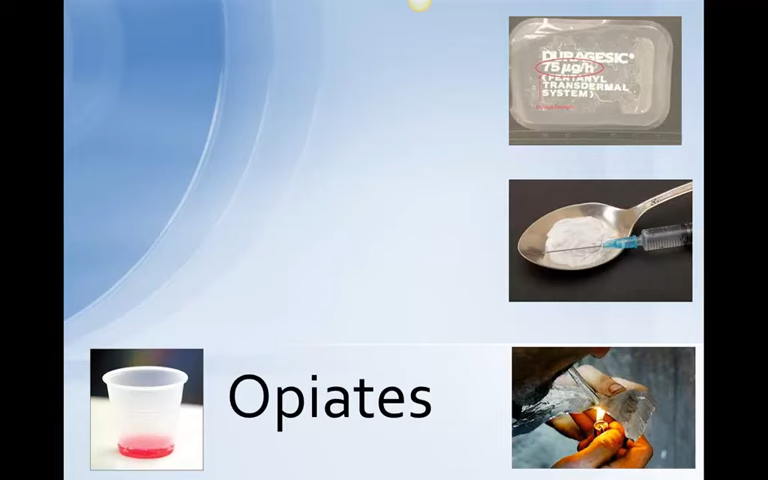 DURAGESIC®
75 µg/h
(FENTANYL
TRANSDERMAL
SYSTEM)
Opiates